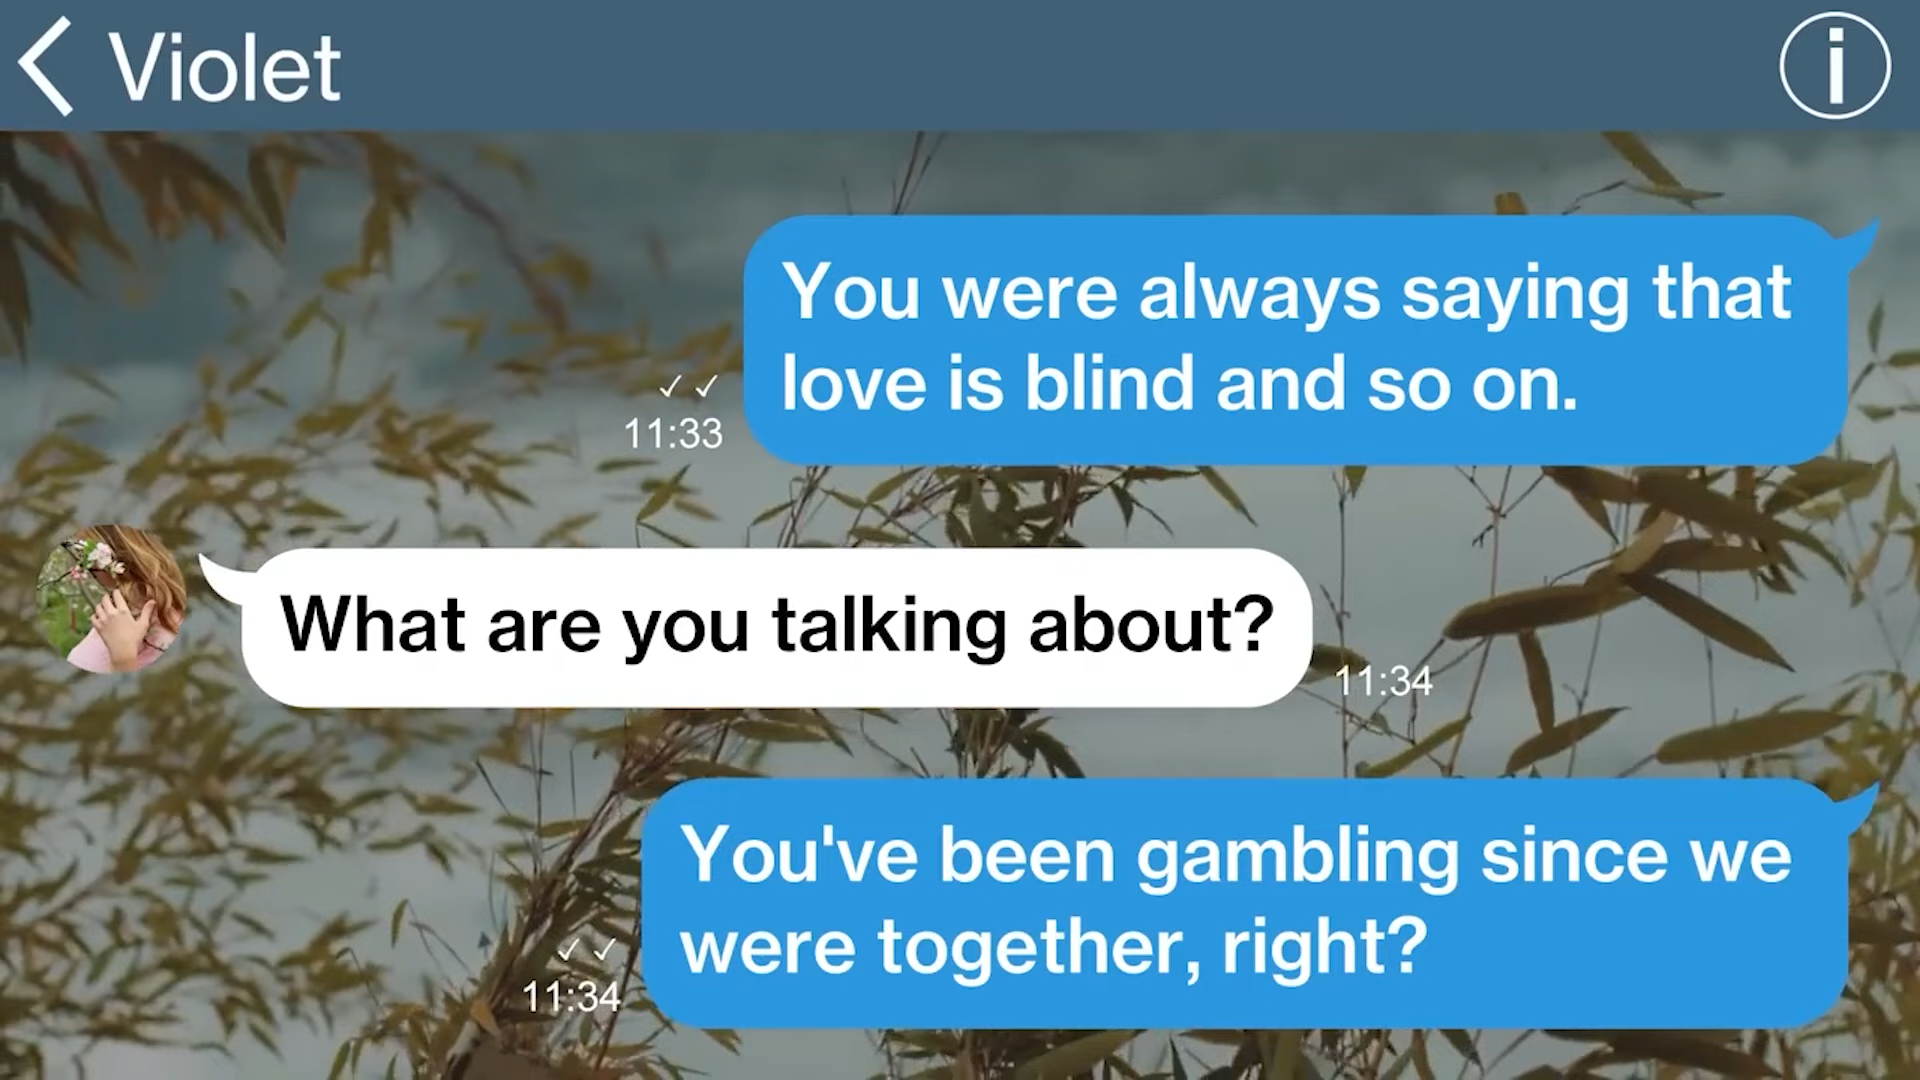 Violet
You were always saying that
love is blind and so on.
11:33
What are you talking about?
11:34
You've been gambling since we
were together, right?
11:34